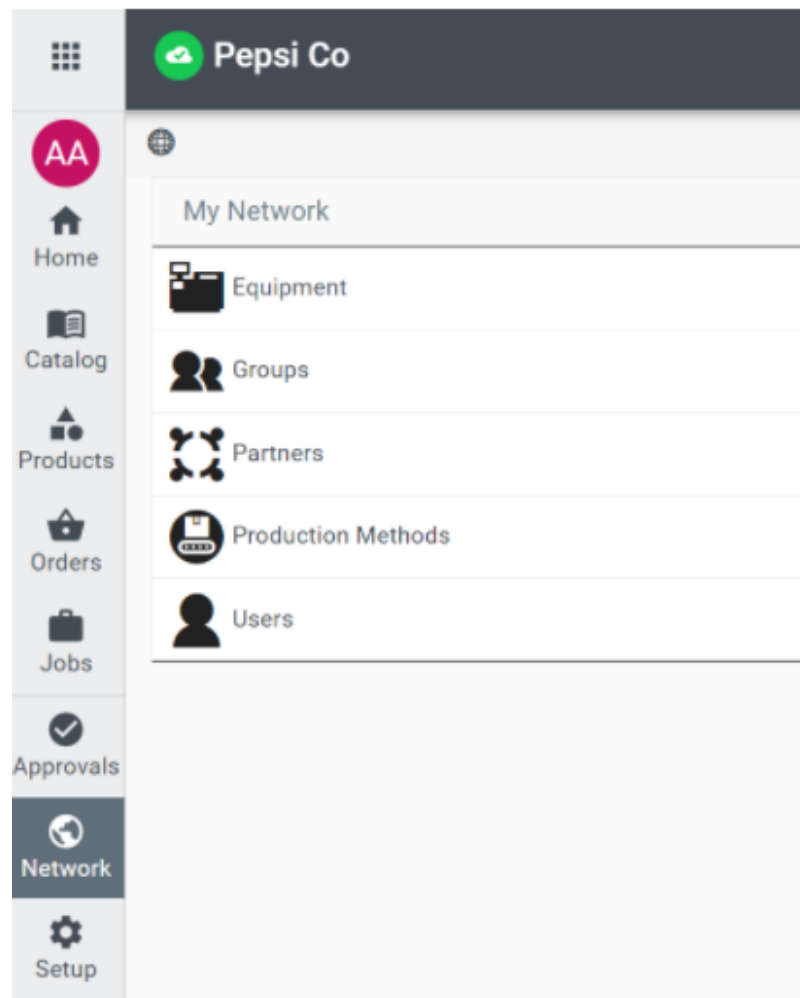 Pepsi Co
AA
Home
Catalog
Products
Orders
Jobs
Approvals
Network
Setup
My Network
Equipment
Groups
Partners
Production Methods
Users